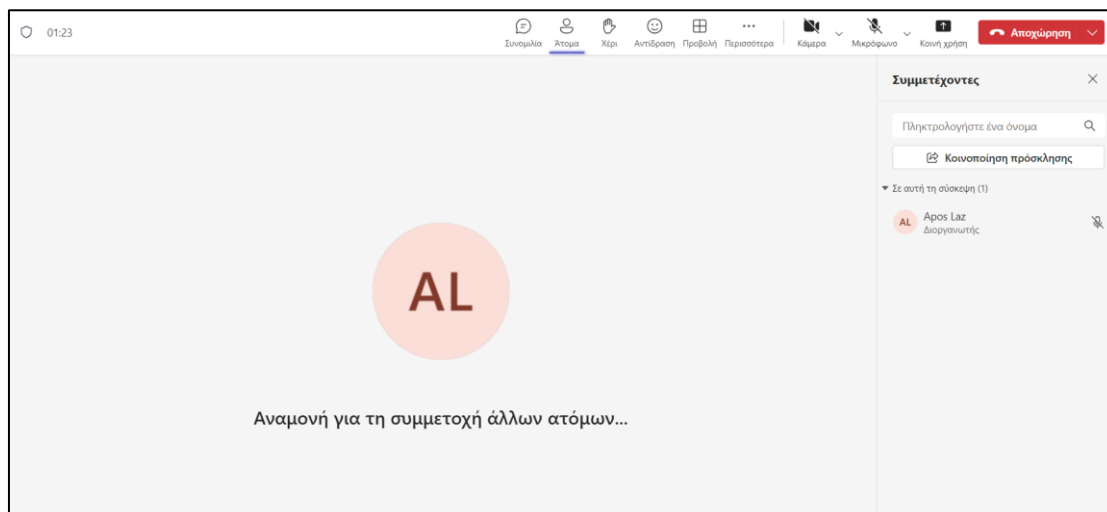 01:23
Συνομιλία Άτομα Χέρι Αντίδραση Προβολή Περισσότερα Κάμερα Μικρόφωνο Κοινή χρήση Αποχώρηση
Συμμετέχοντες
Πληκτρολογήστε ένα όνομα
Κοινοποίηση πρόσκλησης
Σε αυτή τη σύσκεψη (1)
AL Apos Laz
Διοργανωτής
AL
Αναμονή για τη συμμετοχή άλλων ατόμων...